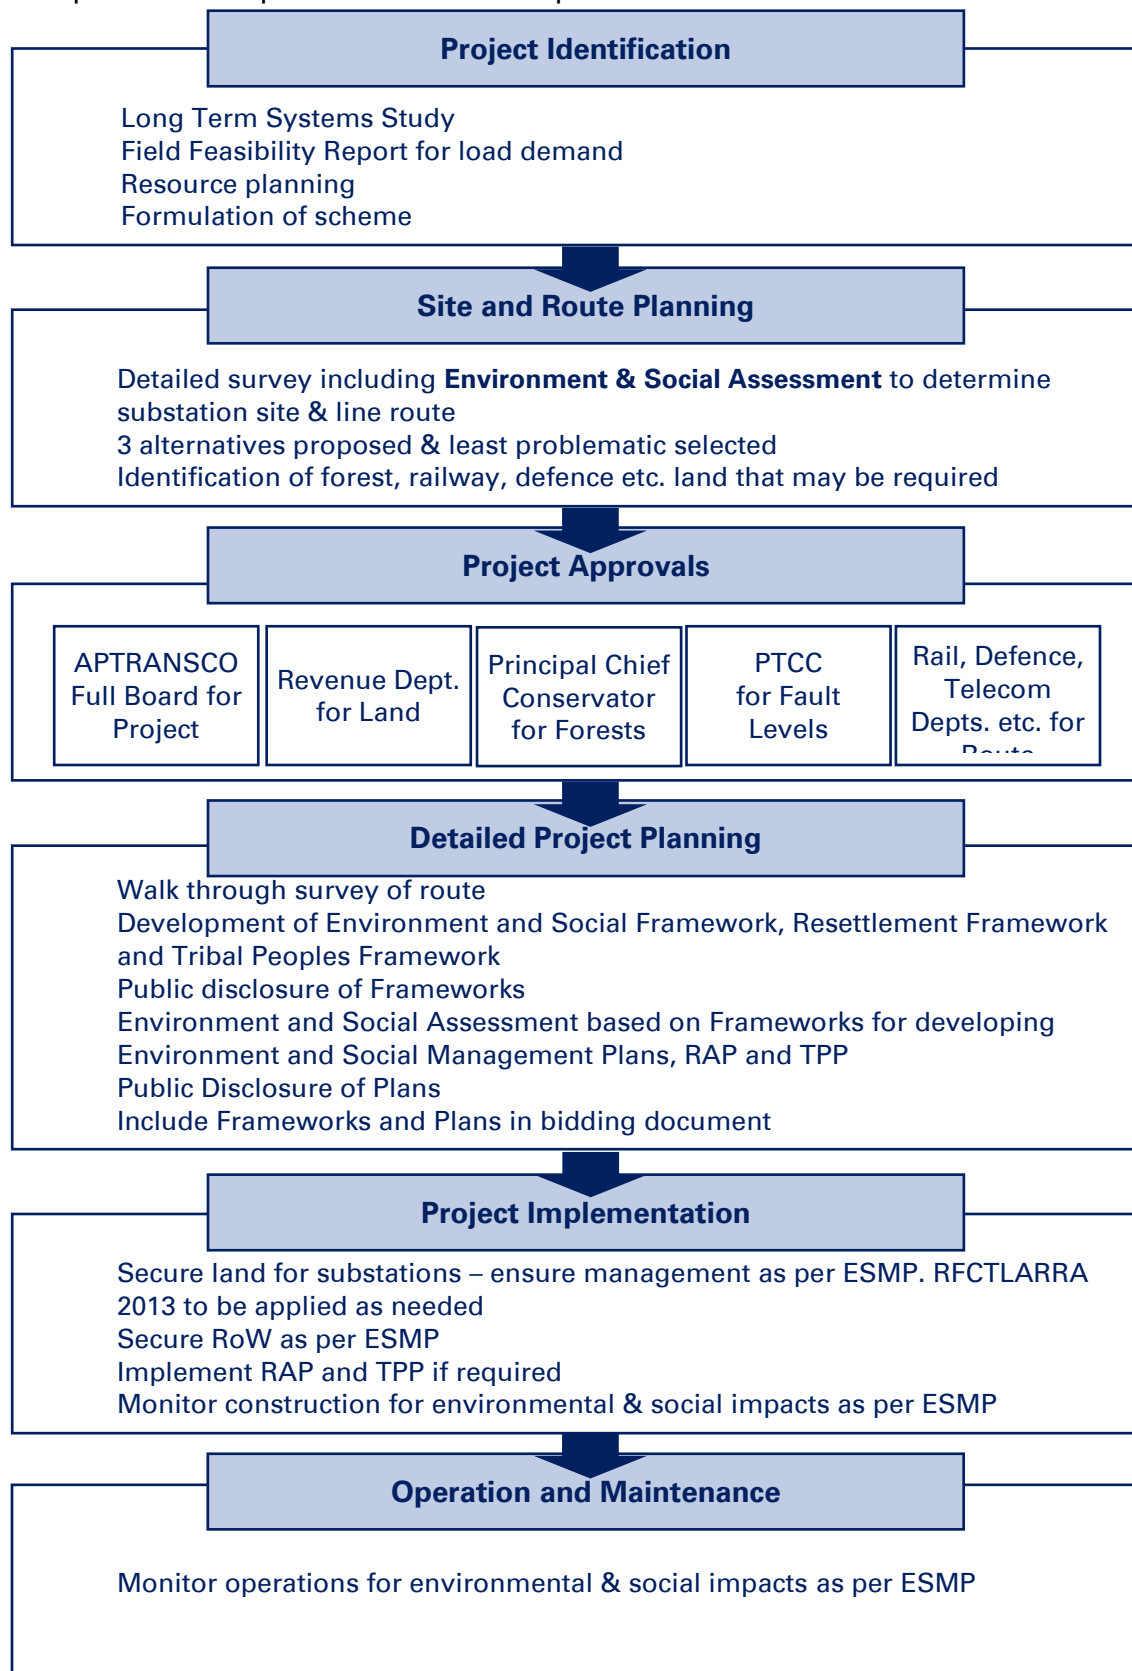 Project Identification
Long Term Systems Study
Field Feasibility Report for load demand
Resource planning
Formulation of scheme
Site and Route Planning
Detailed survey including Environment & Social Assessment to determine
substation site & line route
3 alternatives proposed & least problematic selected
Identification of forest, railway, defence etc. land that may be required
Project Approvals
APTRANSCO
Full Board for
Project
Revenue Dept.
for Land
Principal Chief
Conservator
for Forests
PTCC
for Fault
Levels
Rail, Defence,
Telecom
Depts. etc. for
Detailed Project Planning
Walk through survey of route
Development of Environment and Social Framework, Resettlement Framework
and Tribal Peoples Framework
Public disclosure of Frameworks
Environment and Social Assessment based on Frameworks for developing
Environment and Social Management Plans, RAP and TPP
Public Disclosure of Plans
Include Frameworks and Plans in bidding document
Project Implementation
Secure land for substations – ensure management as per ESMP. RFCTLARRA
2013 to be applied as needed
Secure RoW as per ESMP
Implement RAP and TPP if required
Monitor construction for environmental & social impacts as per ESMP
Operation and Maintenance
Monitor operations for environmental & social impacts as per ESMP